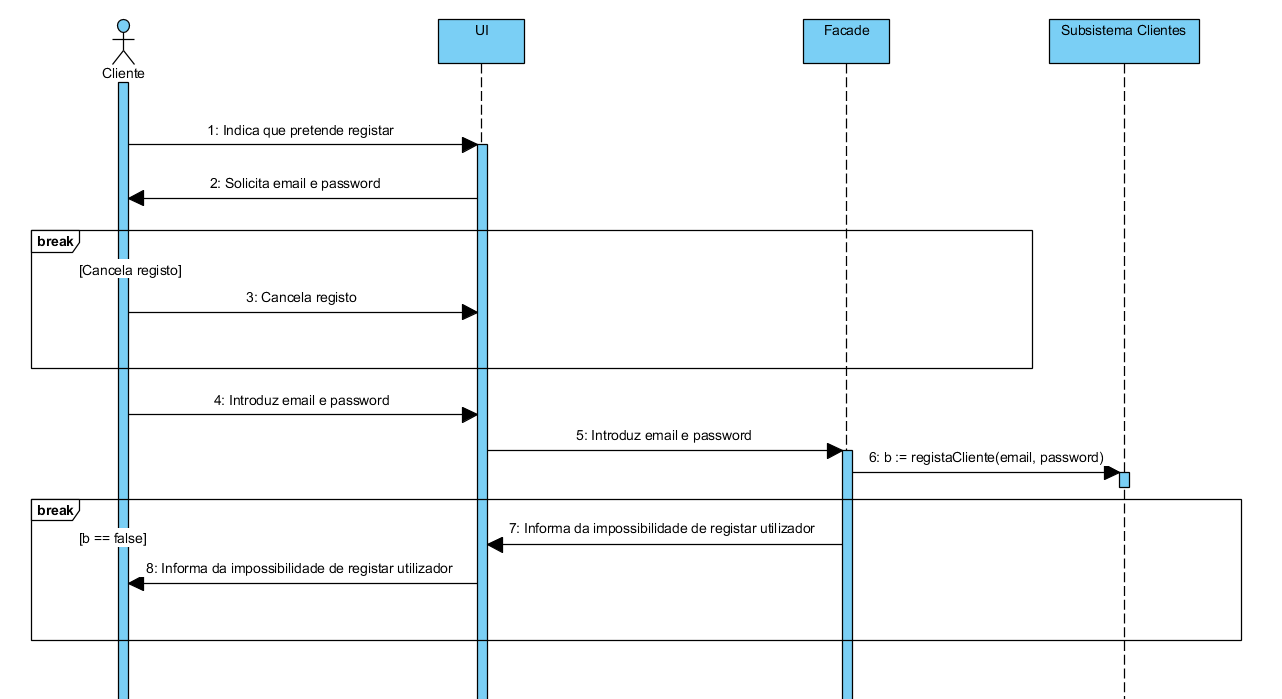 Cliente
UI
Facade
Subsistema Clientes
1: Indica que pretende registar
2: Solicita email e password
break
[Cancela registo]
3: Cancela registo
4: Introduz email e password
5: Introduz email e password
6: b := registaCliente(email, password)
break
[b == false]
7: Informa da impossibilidade de registar utilizador
8: Informa da impossibilidade de registar utilizador